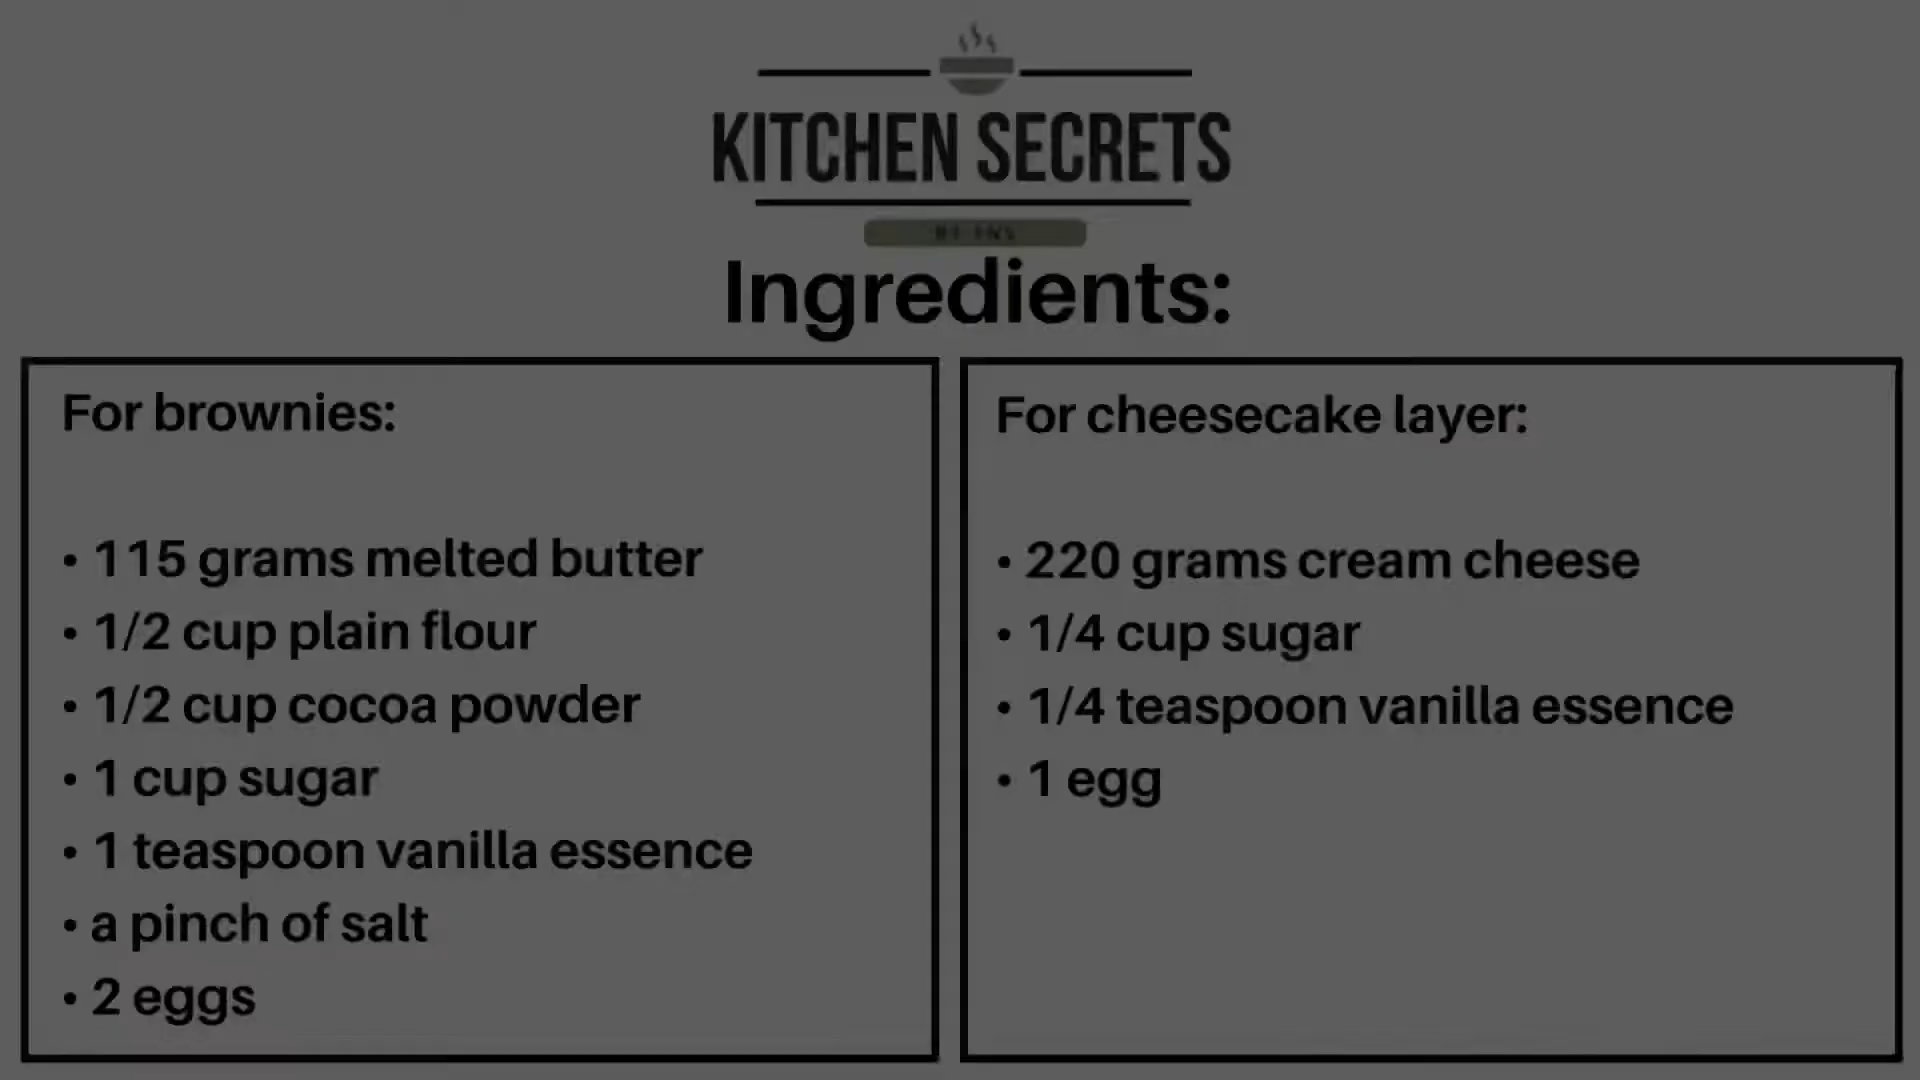 KITCHEN SECRETS
Ingredients:
For brownies:
• 115 grams melted butter
• 1/2 cup plain flour
• 1/2 cup cocoa powder
• 1 cup sugar
• 1 teaspoon vanilla essence
• a pinch of salt
• 2 eggs
For cheesecake layer:
• 220 grams cream cheese
• 1/4 cup sugar
• 1/4 teaspoon vanilla essence
• 1 egg